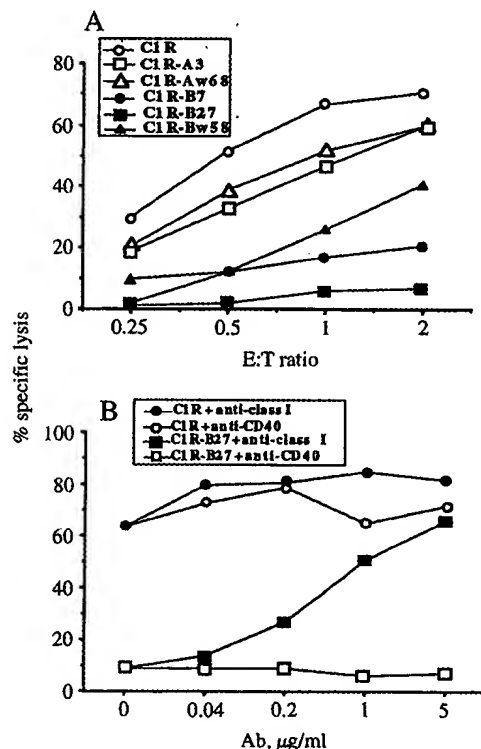 A
C1R
C1R-A3
C1R-Aw68
C1R-B7
C1R-B27
C1R-Bw58
80
60
40
20
0
0.25 0.5 1 2
E:T ratio
% specific lysis
B
C1R + anti-class I
C1R + anti-CD40
C1R-B27 + anti-class I
C1R-B27 + anti-CD40
100
80
60
40
20
0
0 0.04 0.2 1 5
Ab, µg/ml